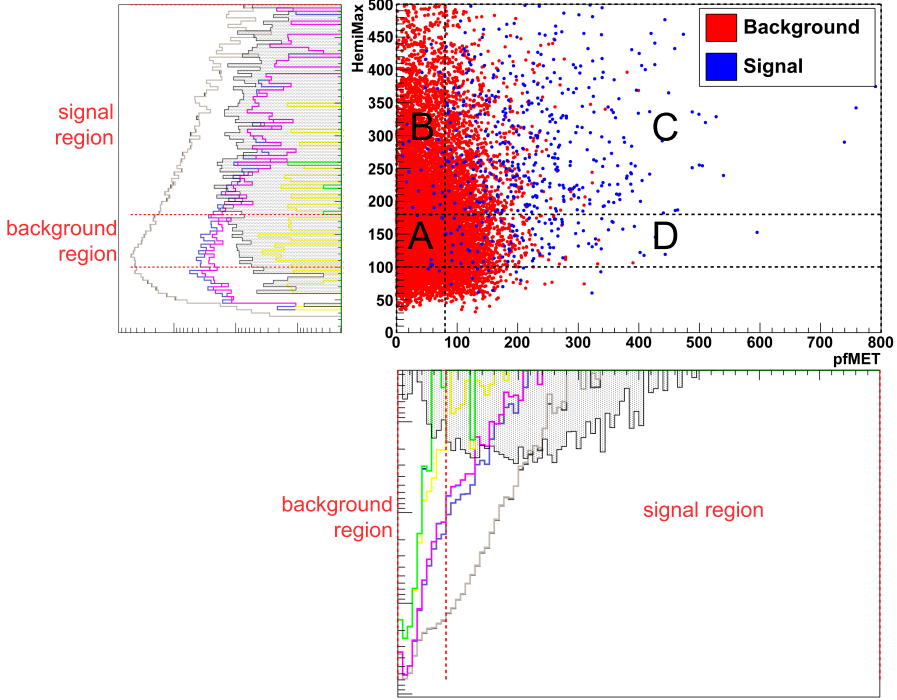 HemiMax
500
450
400
350
300
250
200
150
100
50
0
Background
Signal
B
C
A
D
signal
region
background
region
0 100 200 300 400 500 600 700 800
pfMET
background
region
signal region